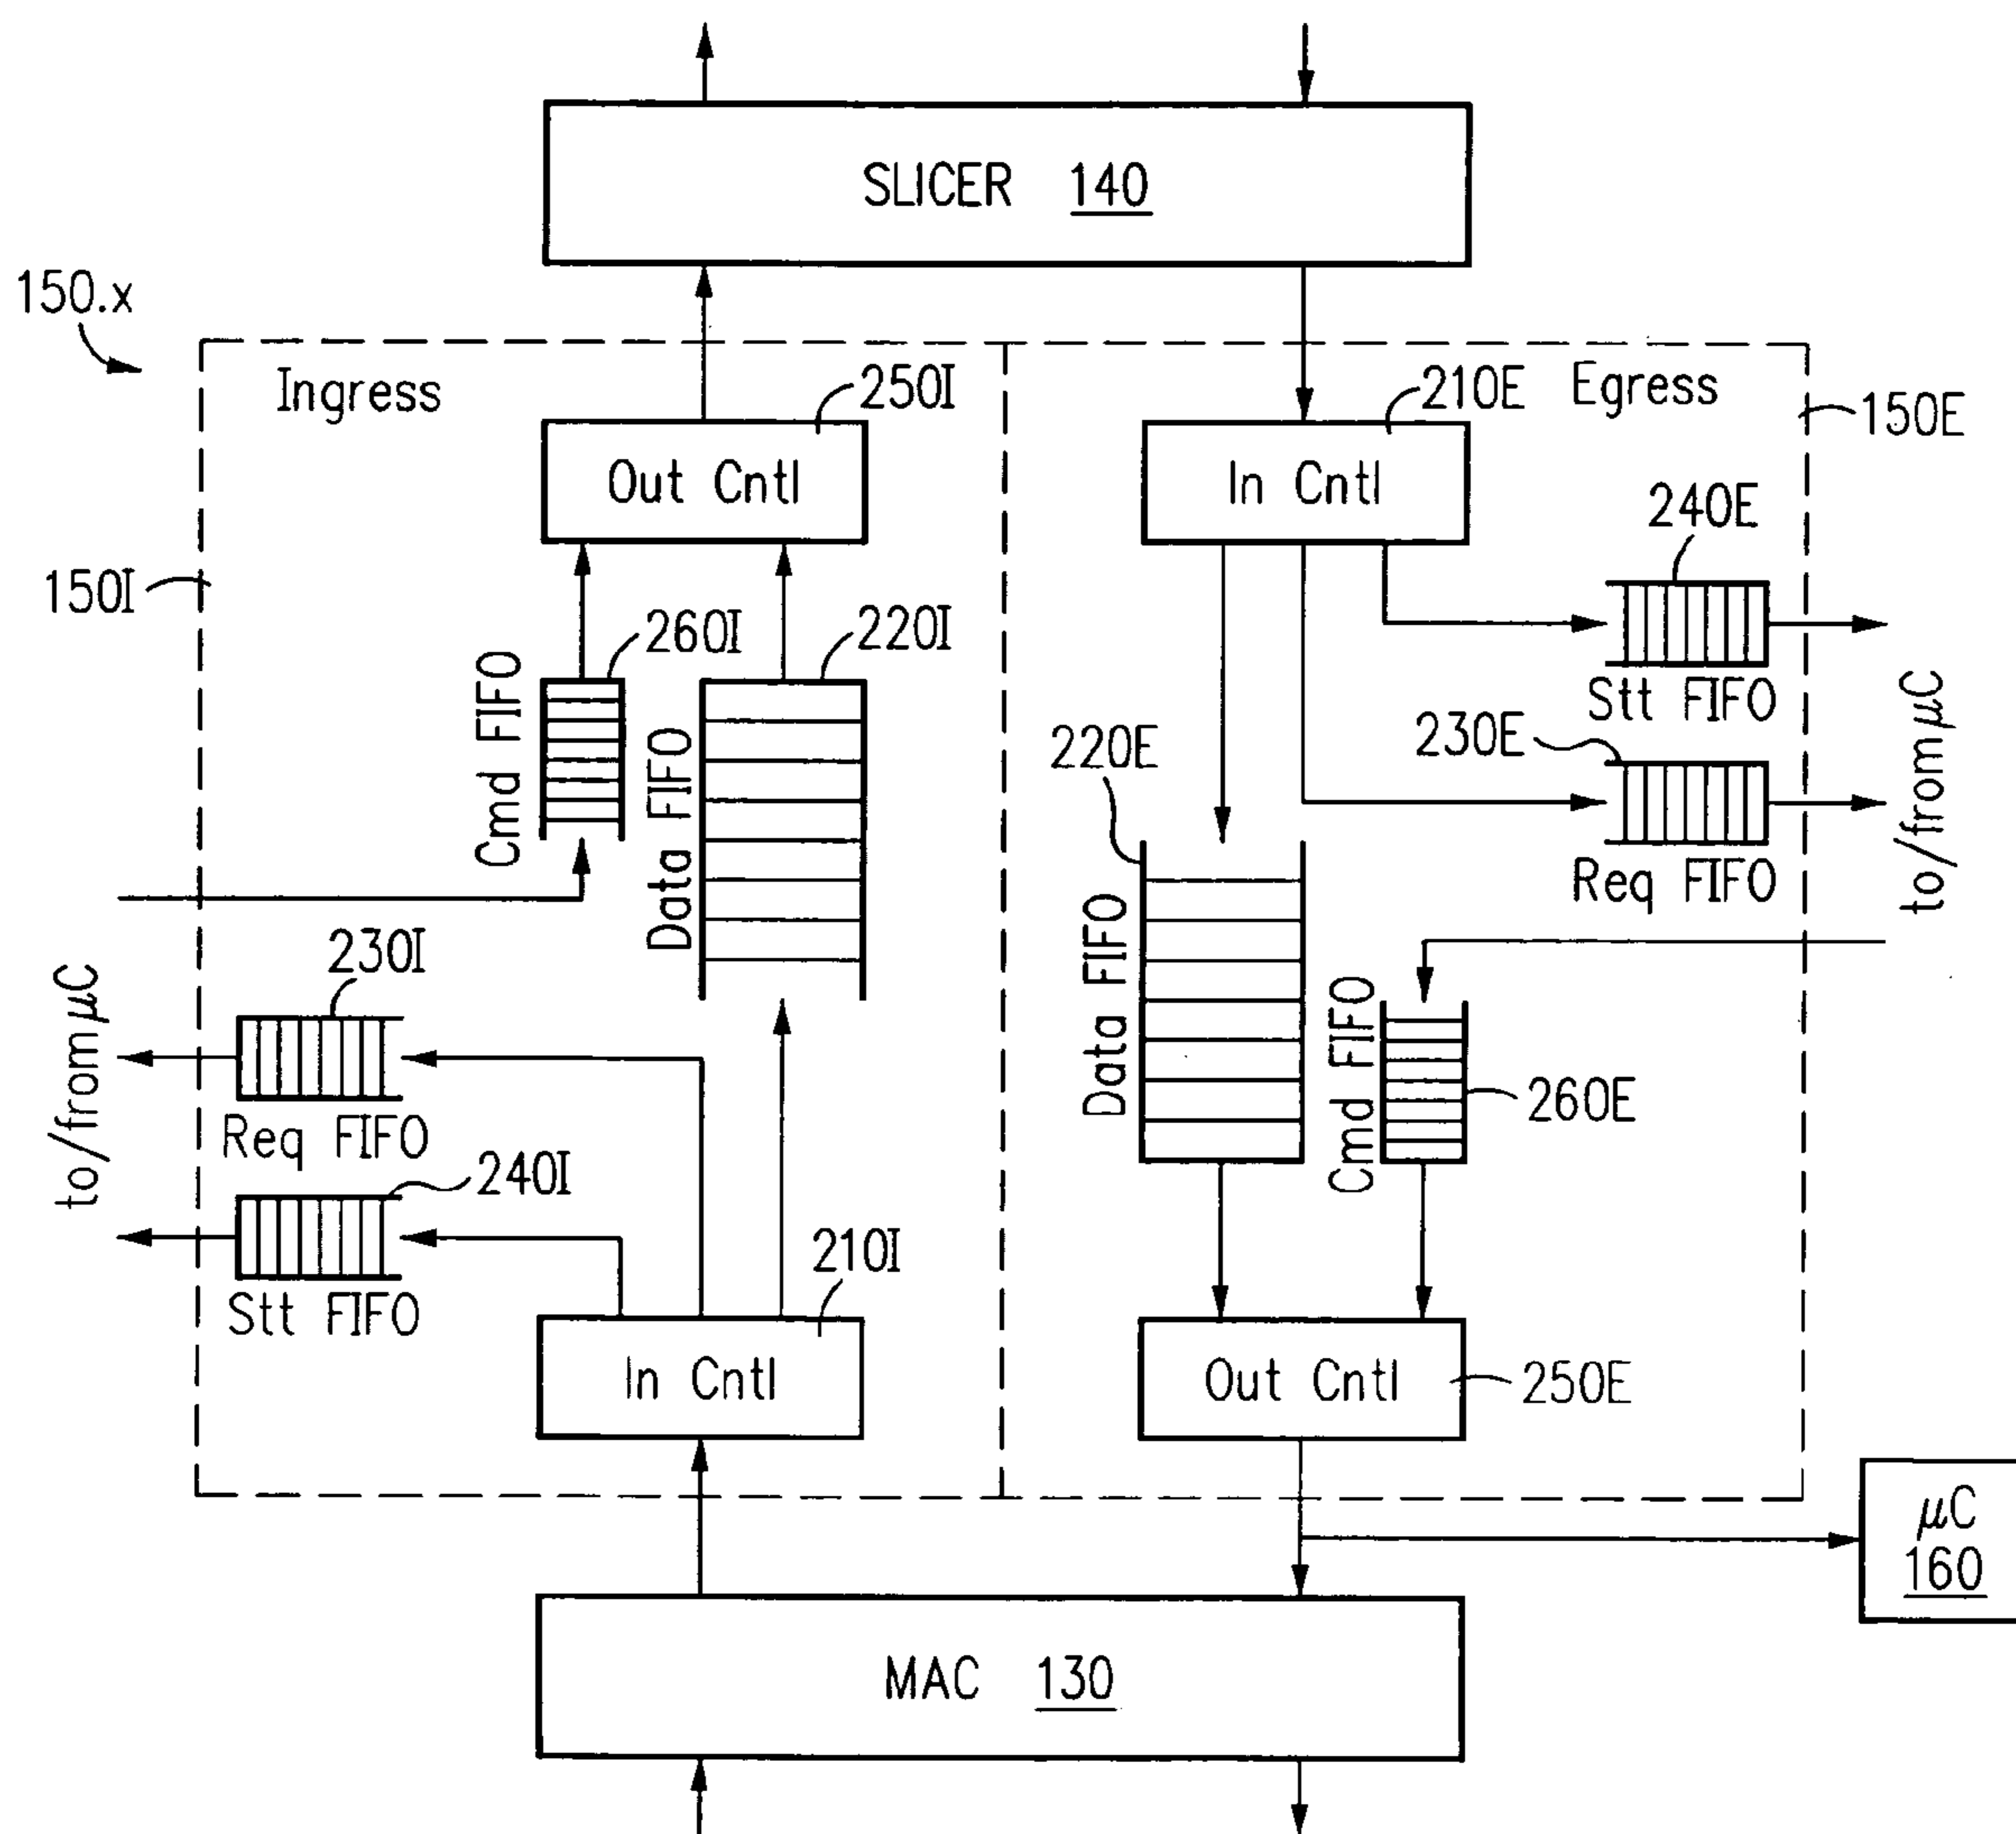 SLICER 140
150.x
Ingress
250I
210E
Egress
150E
Out Cntl
In Cntl
240E
150I
260I
220I
Stt FIFO
Cmd FIFO
Data FIFO
220E
230E
to/from μC
Req FIFO
230I
to/from μC
Req FIFO
Data FIFO
Cmd FIFO
260E
240I
Stt FIFO
210I
In Cntl
Out Cntl
250E
μC
160
MAC 130